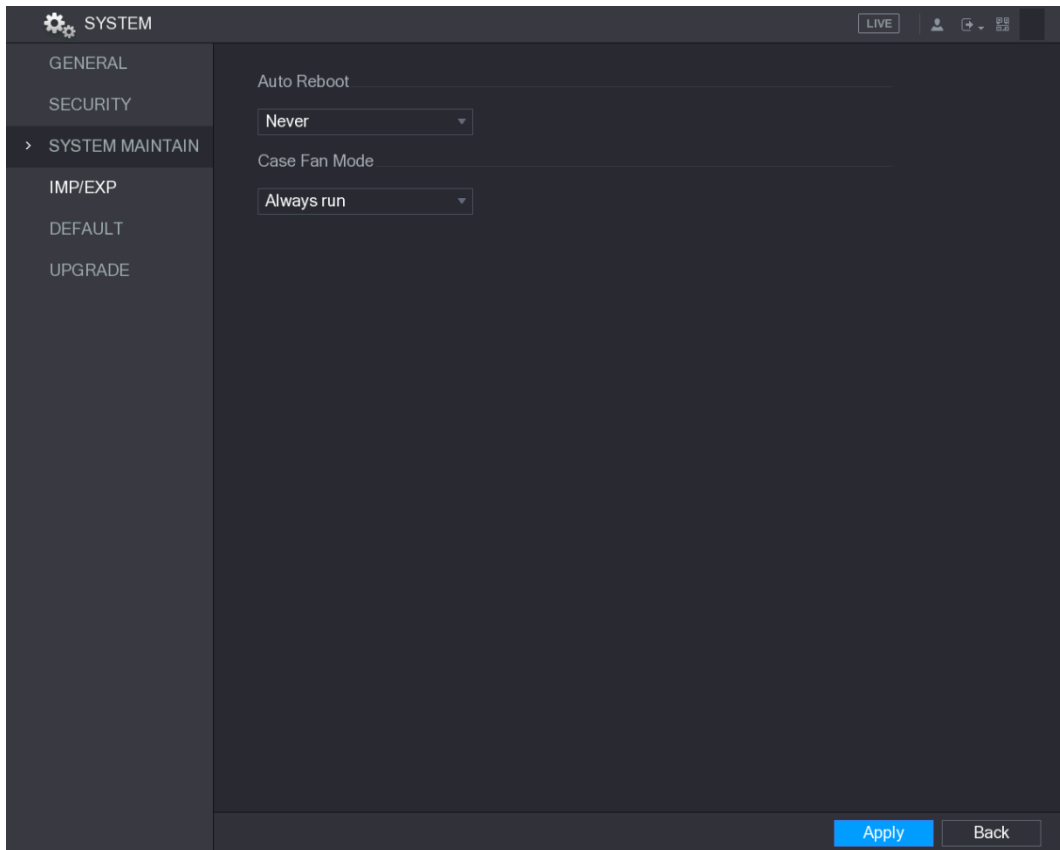 SYSTEM
LIVE
GENERAL
SECURITY
SYSTEM MAINTAIN
IMP/EXP
DEFAULT
UPGRADE
Auto Reboot
Never
Case Fan Mode
Always run
Apply
Back